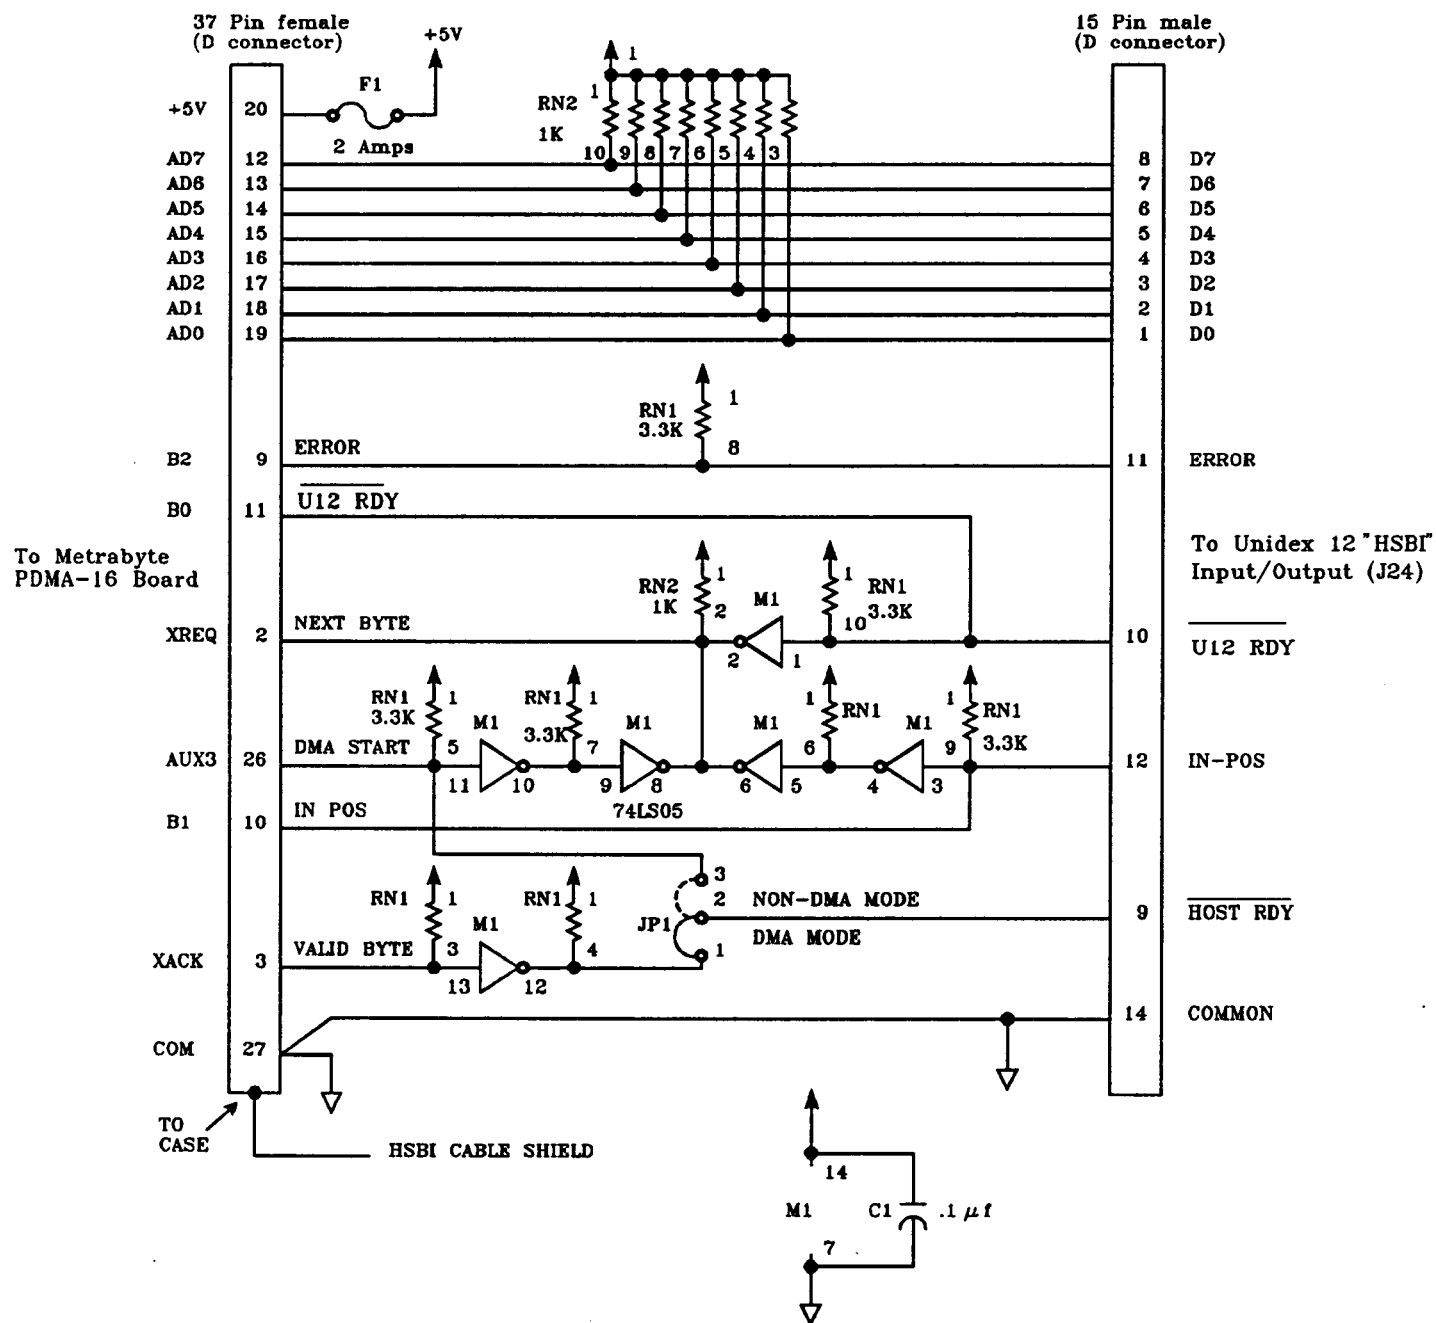 37 Pin female
(D connector)
15 Pin male
(D connector)
+5V
F1
2 Amps
1
1
RN2
1K
10 9 8 7 6 5 4 3
+5V 20
AD7 12 8 D7
AD6 13 7 D6
AD5 14 6 D5
AD4 15 5 D4
AD3 16 4 D3
AD2 17 3 D2
AD1 18 2 D1
AD0 19 1 D0
RN1 1
3.3K
8
B2 9 ERROR 11 ERROR
B0 11 U12 RDY
To Metrabyte
PDMA-16 Board
To Unidex 12 "HSBI"
Input/Output (J24)
RN2 1
1K 2
M1
1 RN1
3.3K
10
2 1
XREQ 2 NEXT BYTE 10 U12 RDY
RN1 1
3.3K
RN1 1
3.3K
1 RN1
1 RN1
3.3K
M1 M1 M1 M1
AUX3 26 DMA START 5 7 6 9 12 IN-POS
11 10 9 8 6 5 4 3
74LS05
B1 10 IN POS
RN1 1
RN1 1
3
2 NON-DMA MODE
JP1
1 DMA MODE
9 HOST RDY
M1
XACK 3 VALID BYTE 3 4
13 12
14 COMMON
COM 27
TO
CASE
HSBI CABLE SHIELD
14
M1 C1 .1 μf
7